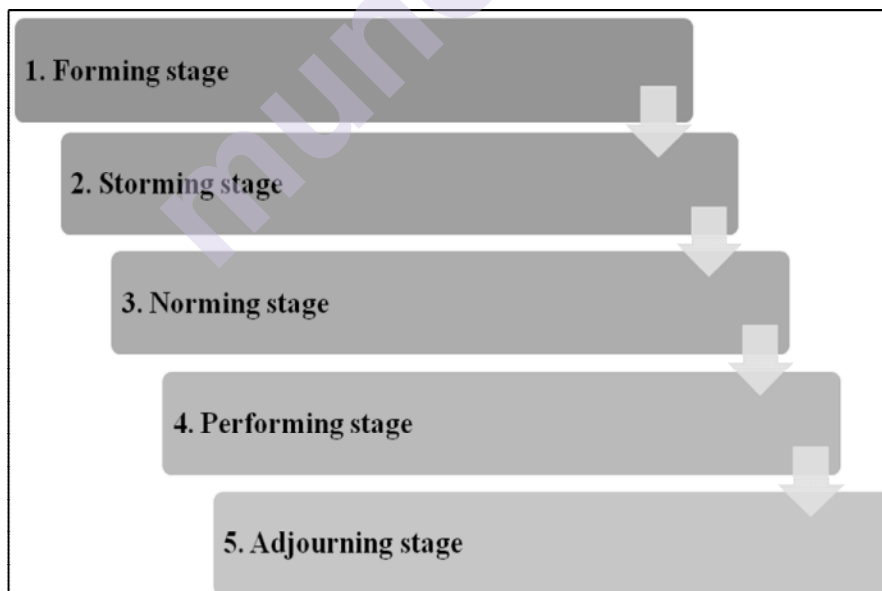 1. Forming stage
2. Storming stage
3. Norming stage
4. Performing stage
5. Adjourning stage